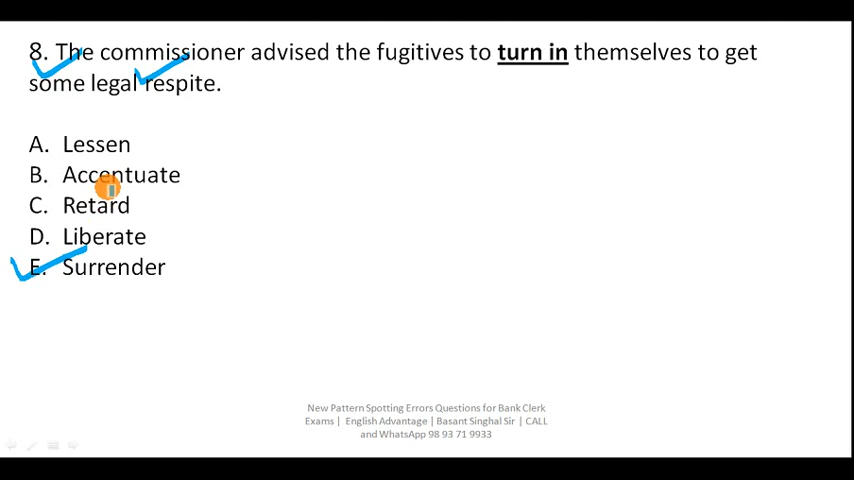 8. The commissioner advised the fugitives to turn in themselves to get
some legal respite.
A. Lessen
B. Accentuate
C. Retard
D. Liberate
E. Surrender
New Pattern Spotting Errors Questions for Bank Clerk
Exams | English Advantage | Basant Singhal Sir | CALL
and WhatsApp 98 93 71 9933